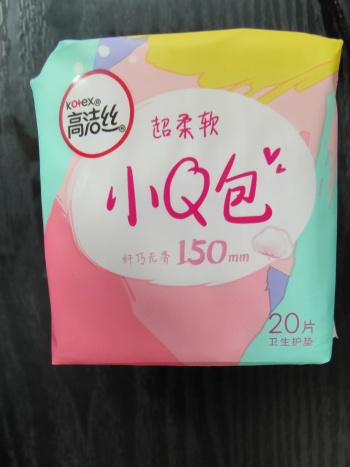 Kotex®
高洁丝®
超柔软
小Q包
纤巧无香 150mm
20片
卫生护垫